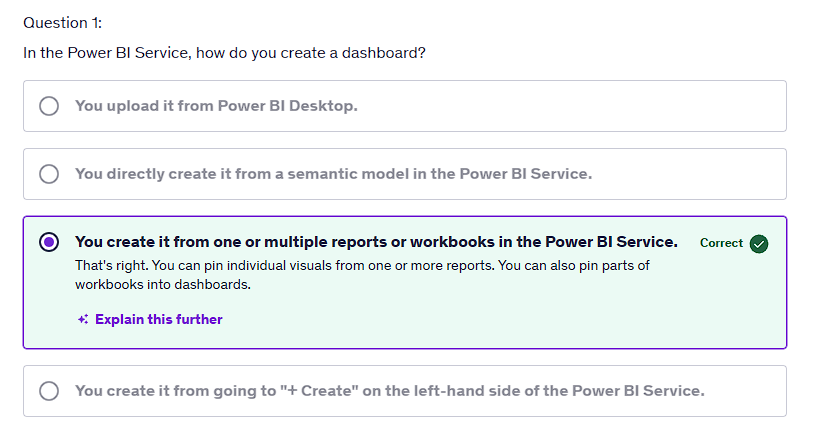 Question 1:
In the Power BI Service, how do you create a dashboard?
You upload it from Power BI Desktop.
You directly create it from a semantic model in the Power BI Service.
You create it from one or multiple reports or workbooks in the Power BI Service.
Correct
That's right. You can pin individual visuals from one or more reports. You can also pin parts of
workbooks into dashboards.
Explain this further
You create it from going to "+ Create" on the left-hand side of the Power BI Service.